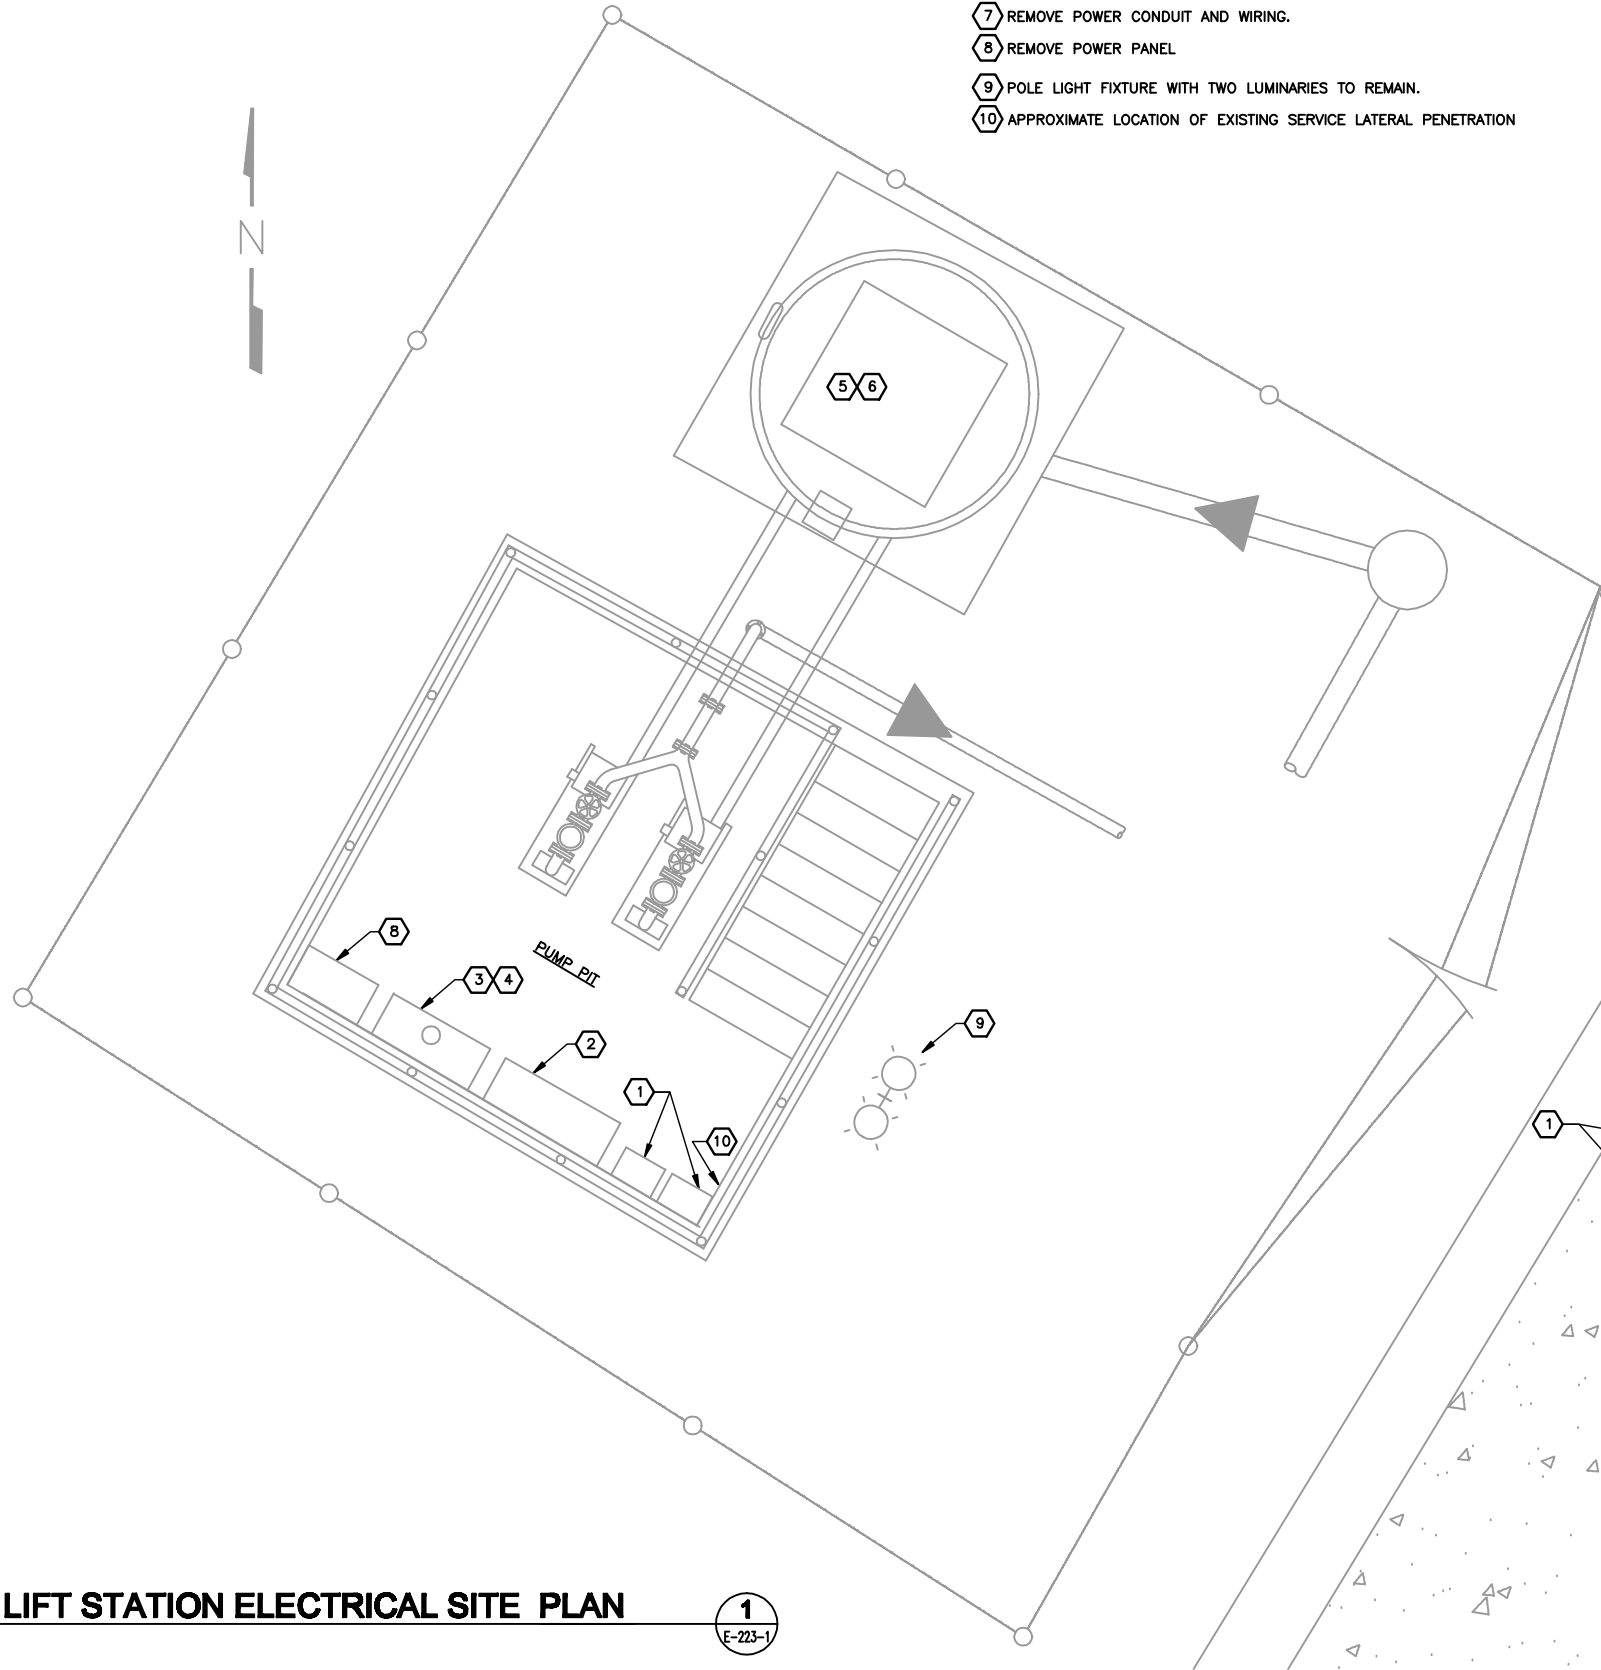 7 REMOVE POWER CONDUIT AND WIRING.
8 REMOVE POWER PANEL
9 POLE LIGHT FIXTURE WITH TWO LUMINARIES TO REMAIN.
10 APPROXIMATE LOCATION OF EXISTING SERVICE LATERAL PENETRATION
N
5 6
8
PUMP PIT
3 4
9
2
1
10
1
LIFT STATION ELECTRICAL SITE PLAN
1
E-223-1